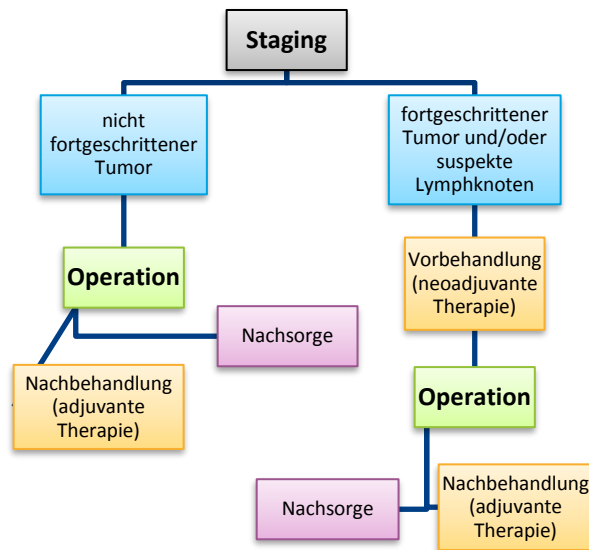 Staging
nicht
fortgeschrittener
Tumor
fortgeschrittener
Tumor und/oder
suspekte
Lymphknoten
Operation
Vorbehandlung
(neoadjuvante
Therapie)
Nachsorge
Nachbehandlung
(adjuvante
Therapie)
Operation
Nachsorge
Nachbehandlung
(adjuvante
Therapie)